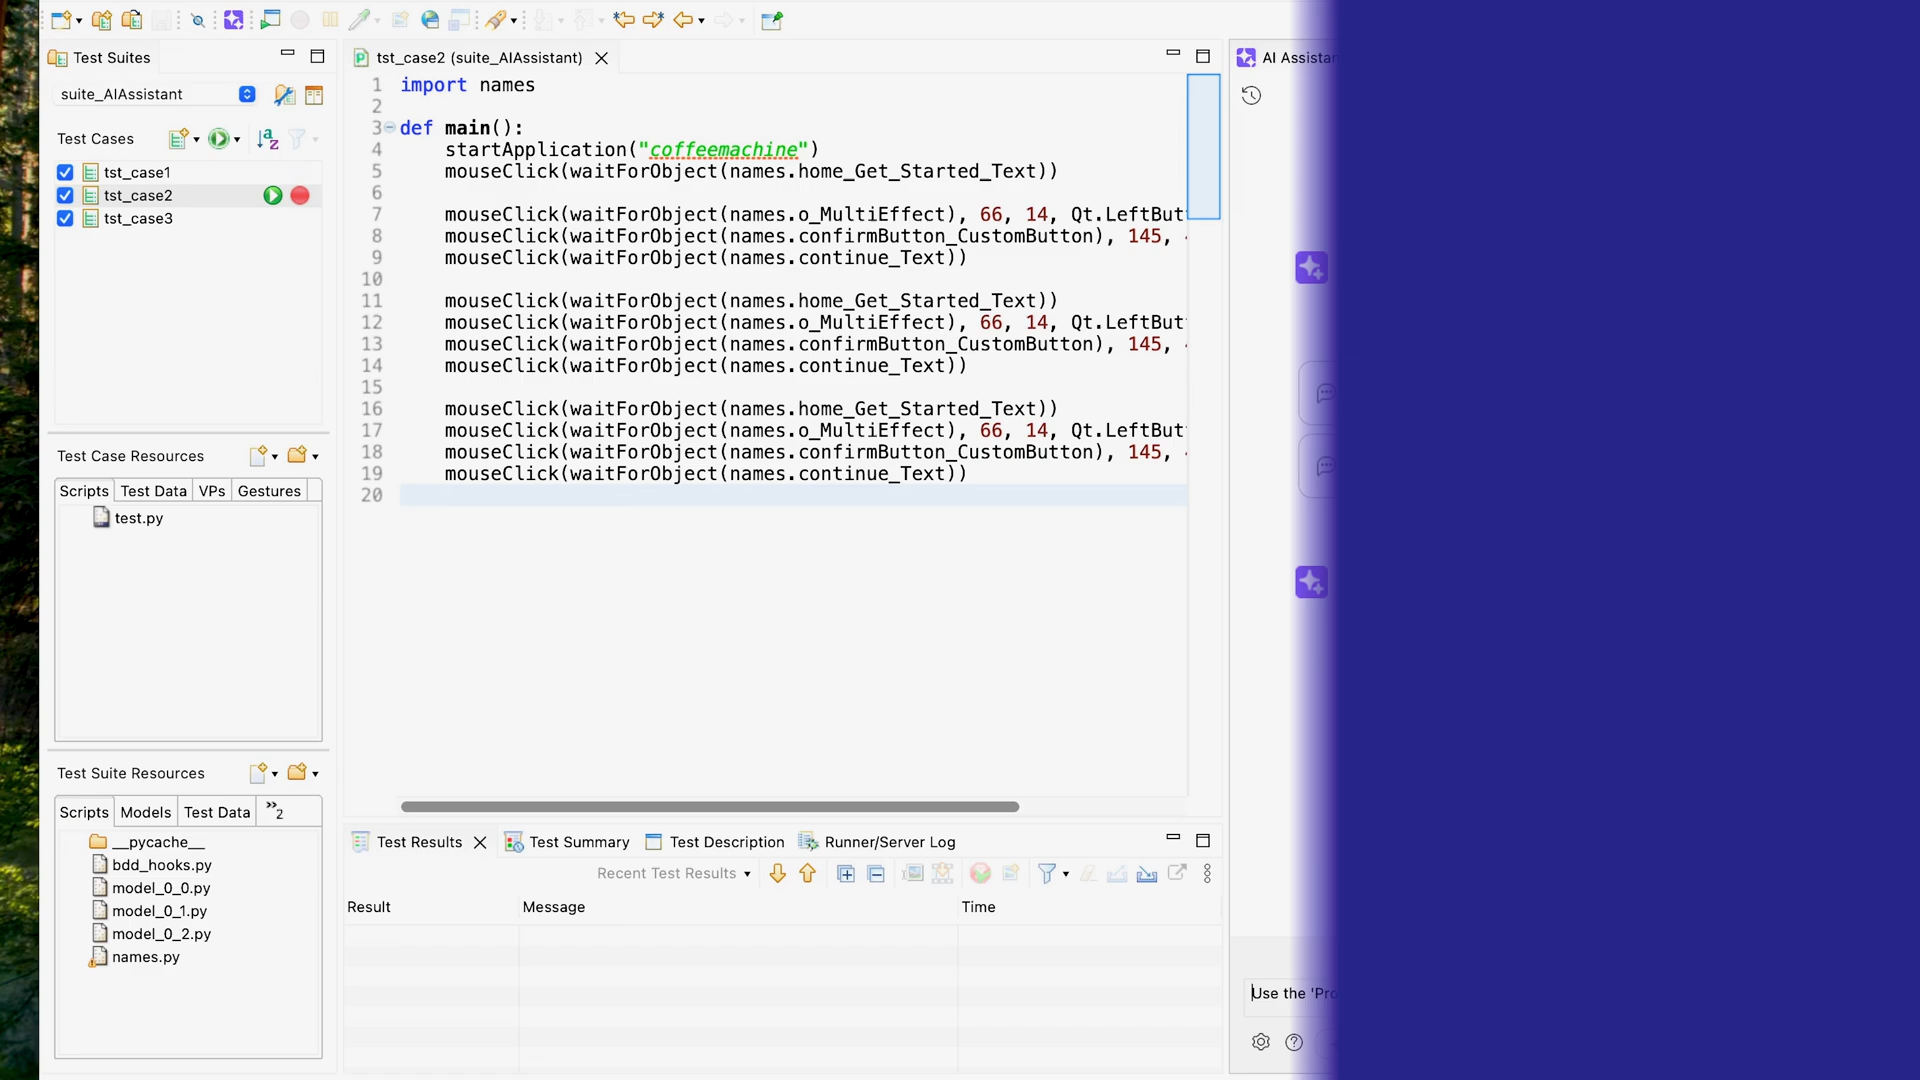 Test Suites
suite_AIAssistant
Test Cases
tst_case1
tst_case2
tst_case3
Test Case Resources
Scripts Test Data VPs Gestures
test.py
Test Suite Resources
Scripts Models Test Data »2
__pycache__
bdd_hooks.py
model_0_0.py
model_0_1.py
model_0_2.py
names.py
tst_case2 (suite_AIAssistant)
1 import names
2
3 def main():
4 startApplication("coffeemachine")
5 mouseClick(waitForObject(names.home_Get_Started_Text))
6
7 mouseClick(waitForObject(names.o_MultiEffect), 66, 14, Qt.LeftBut
8 mouseClick(waitForObject(names.confirmButton_CustomButton), 145,
9 mouseClick(waitForObject(names.continue_Text))
10
11 mouseClick(waitForObject(names.home_Get_Started_Text))
12 mouseClick(waitForObject(names.o_MultiEffect), 66, 14, Qt.LeftBut
13 mouseClick(waitForObject(names.confirmButton_CustomButton), 145,
14 mouseClick(waitForObject(names.continue_Text))
15
16 mouseClick(waitForObject(names.home_Get_Started_Text))
17 mouseClick(waitForObject(names.o_MultiEffect), 66, 14, Qt.LeftBut
18 mouseClick(waitForObject(names.confirmButton_CustomButton), 145,
19 mouseClick(waitForObject(names.continue_Text))
20
Test Results Test Summary Test Description Runner/Server Log
Recent Test Results
Result Message Time
AI Assista
Use the 'Pro